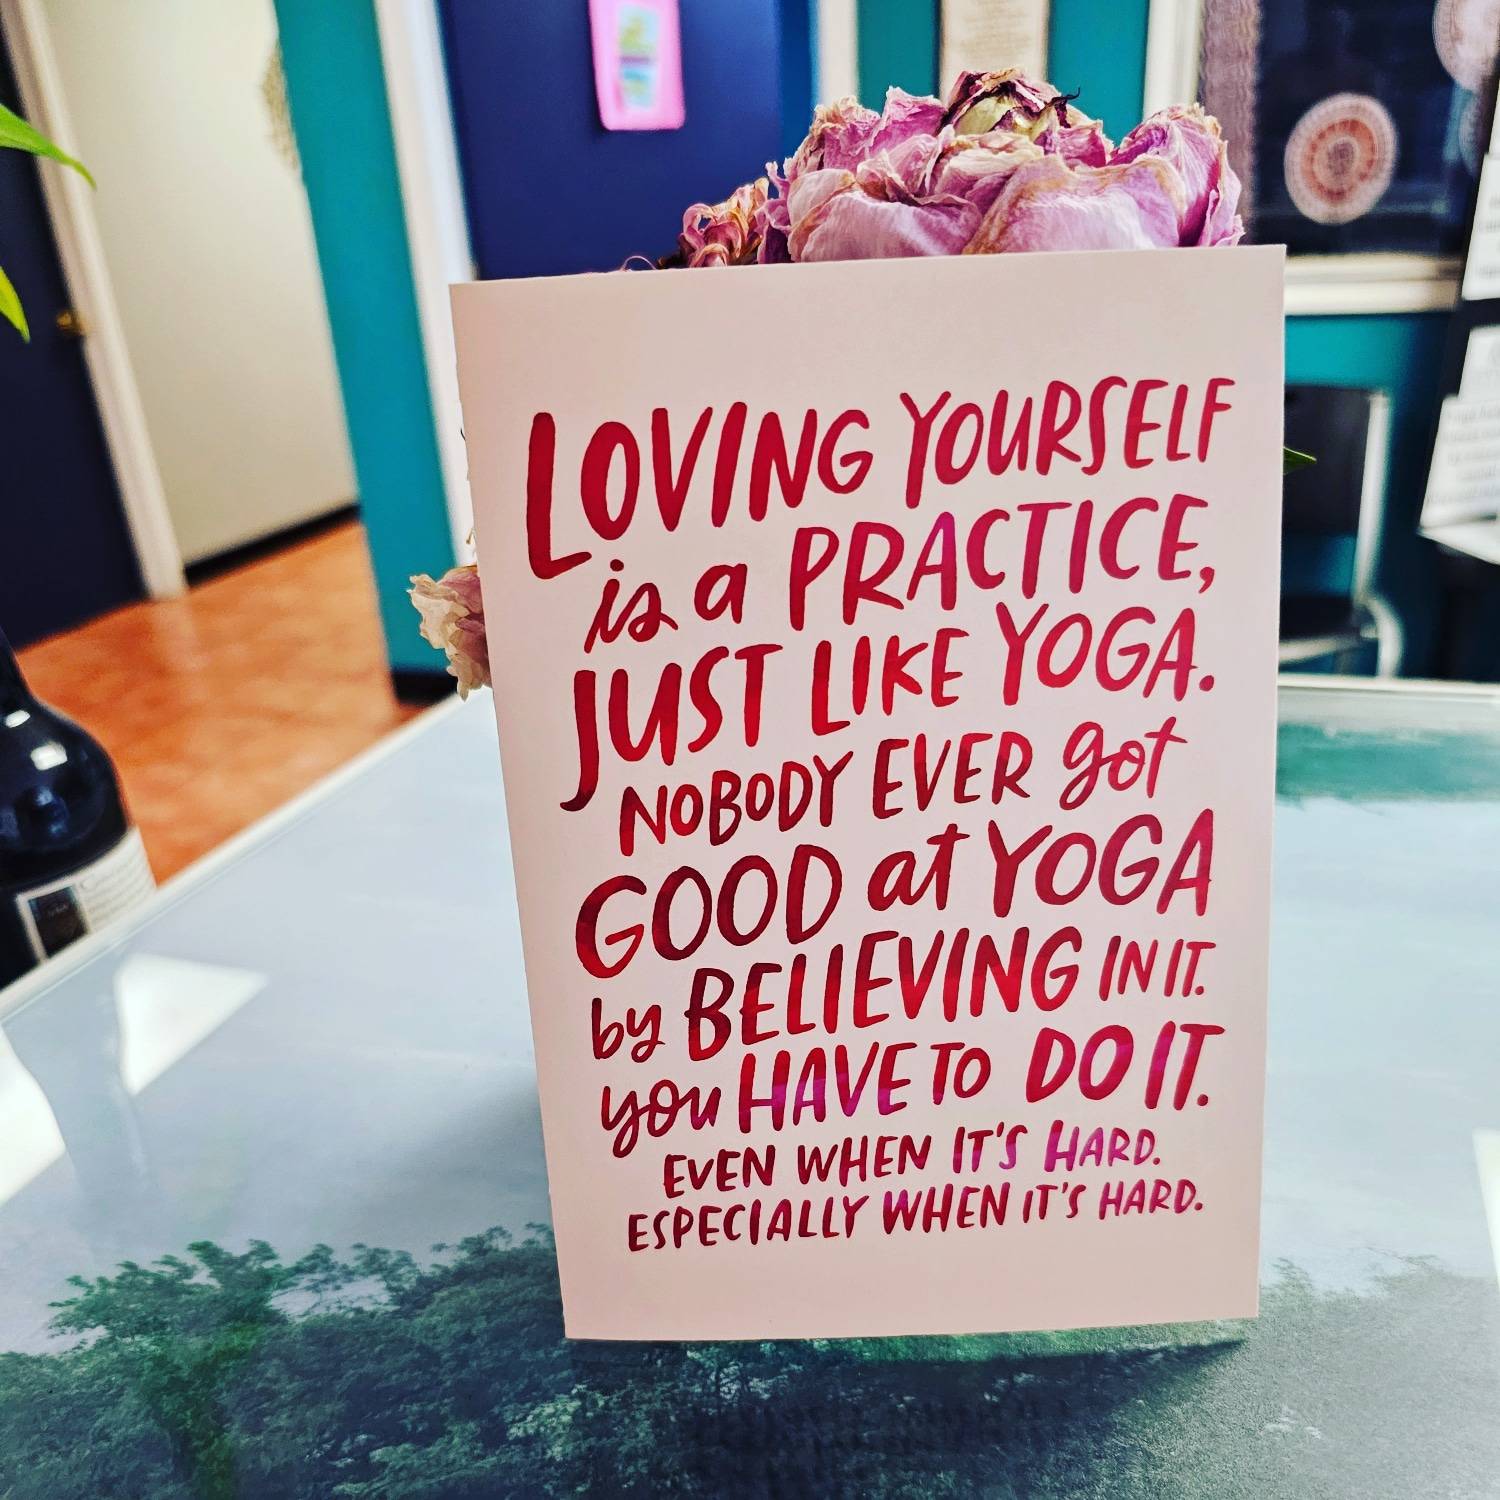 LOVING YOURSELF
is a PRACTICE,
JUST LIKE YOGA.
NOBODY EVER got
GOOD at YOGA
by BELIEVING IN IT.
you HAVE TO DO IT.
EVEN WHEN IT'S HARD.
ESPECIALLY WHEN IT'S HARD.